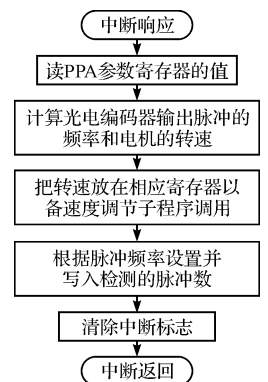 中断响应
读PPA参数寄存器的值
计算光电编码器输出脉冲的
频率和电机的转速
把转速放在相应寄存器以
备速度调节子程序调用
根据脉冲频率设置并
写入检测的脉冲数
清除中断标志
中断返回